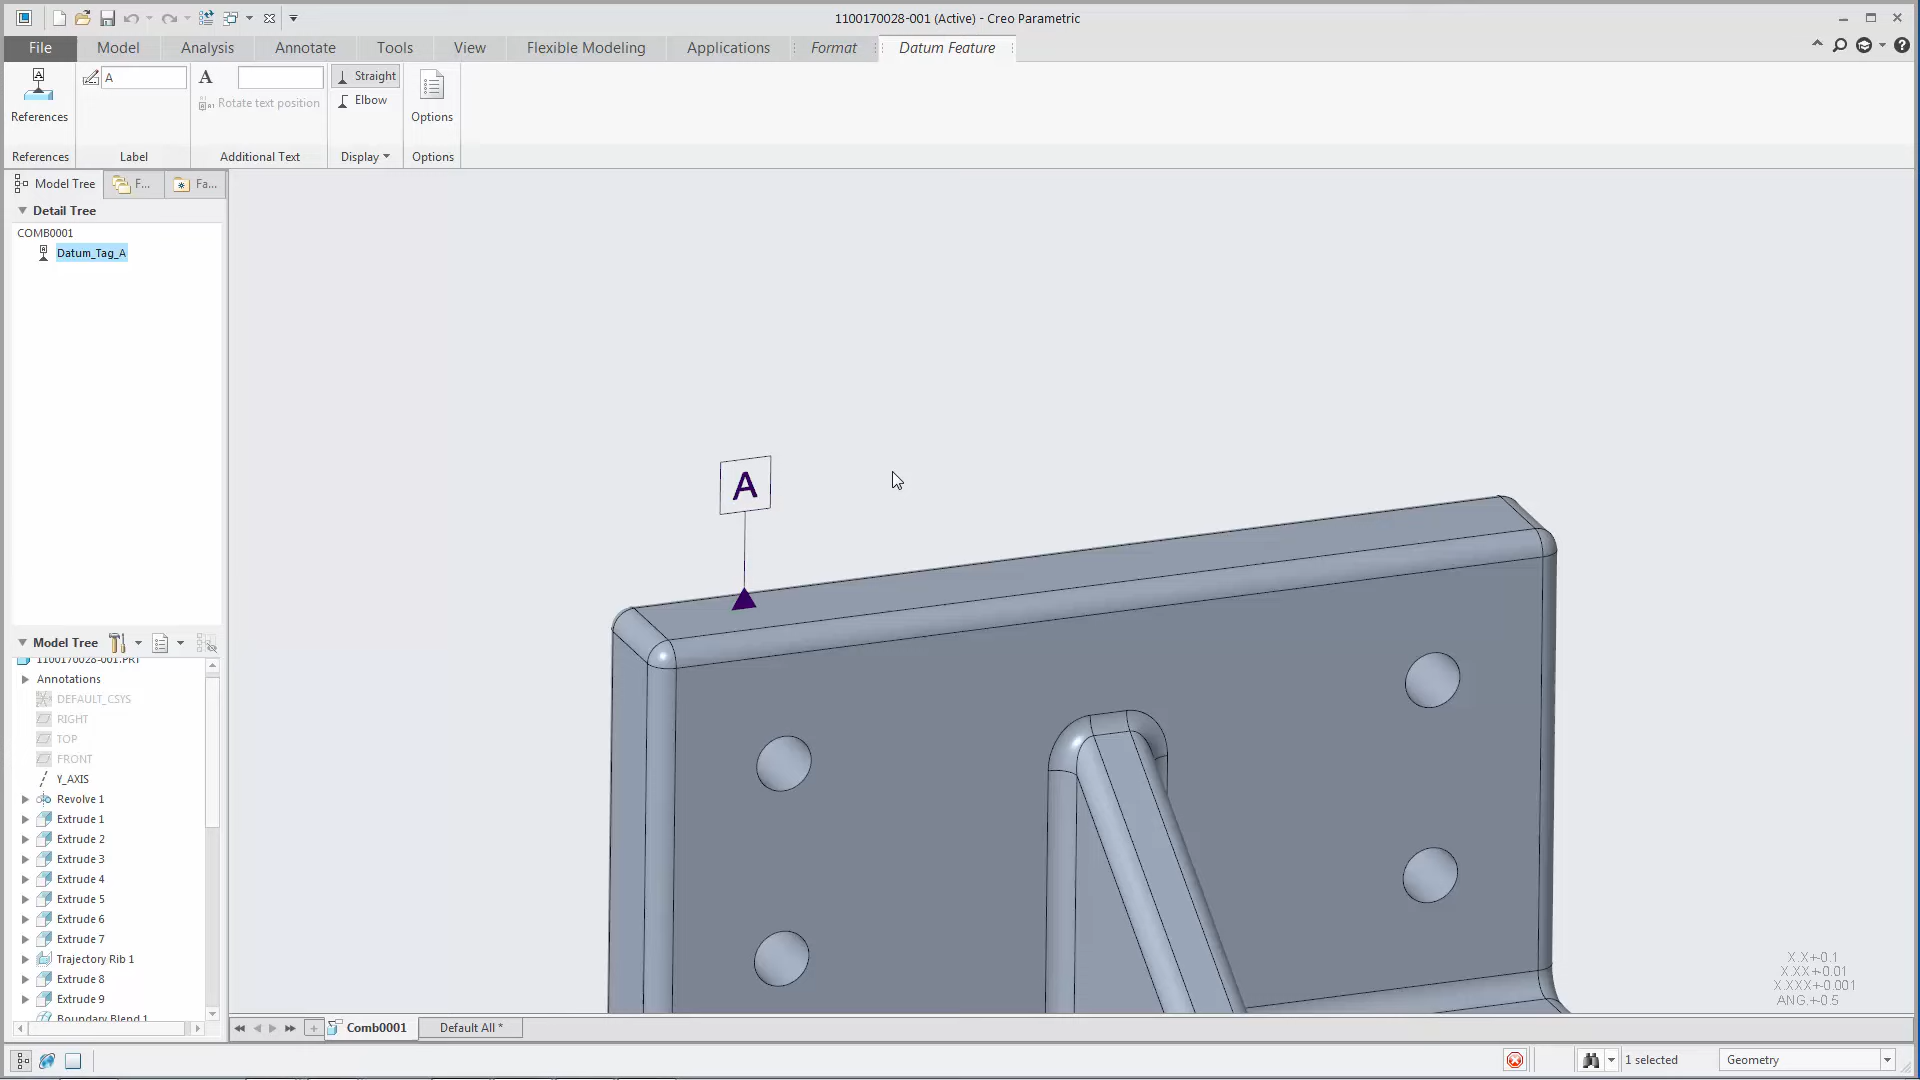 1100170028-001 (Active) - Creo Parametric
File
Model
Analysis
Annotate
Tools
View
Flexible Modeling
Applications
Format
Datum Feature
References
A
A
Rotate text position
Straight
Elbow
Options
References
Label
Additional Text
Display
Options
Model Tree
F...
Fa...
Detail Tree
COMB0001
Datum_Tag_A
Model Tree
1100170028-001.PRT
Annotations
DEFAULT_CSYS
RIGHT
TOP
FRONT
Y_AXIS
Revolve 1
Extrude 1
Extrude 2
Extrude 3
Extrude 4
Extrude 5
Extrude 6
Extrude 7
Trajectory Rib 1
Extrude 8
Extrude 9
Boundary Blend 1
A
X.X+-0.1
X.XX+-0.01
X.XXX+-0.001
ANG.+-0.5
Comb0001
Default All *
1 selected
Geometry